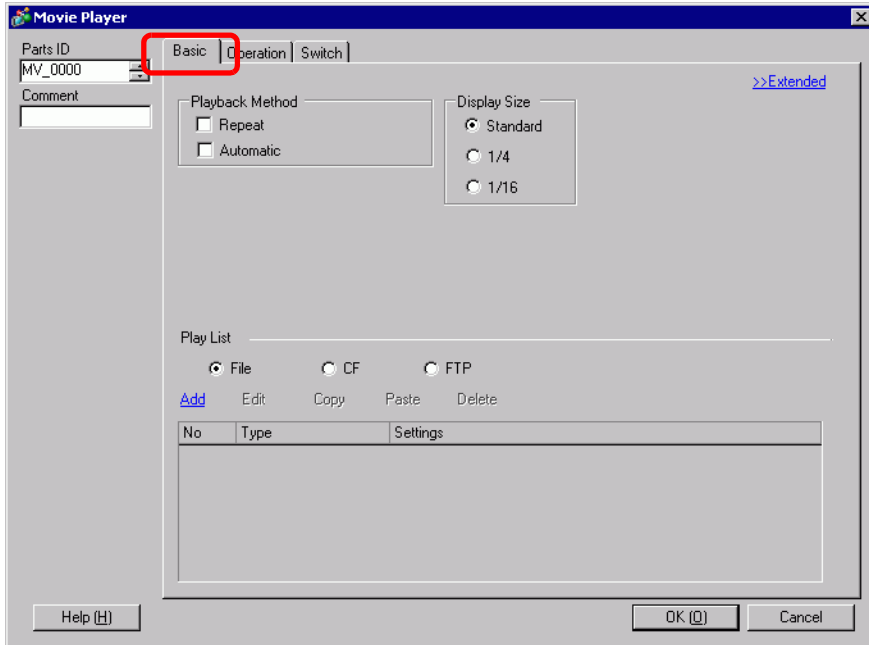 Movie Player
Parts ID
MV_0000
Comment
Basic Operation Switch
>>Extended
Playback Method
Repeat
Automatic
Display Size
Standard
1/4
1/16
Play List
File CF FTP
Add Edit Copy Paste Delete
No Type Settings
Help (H) OK (O) Cancel